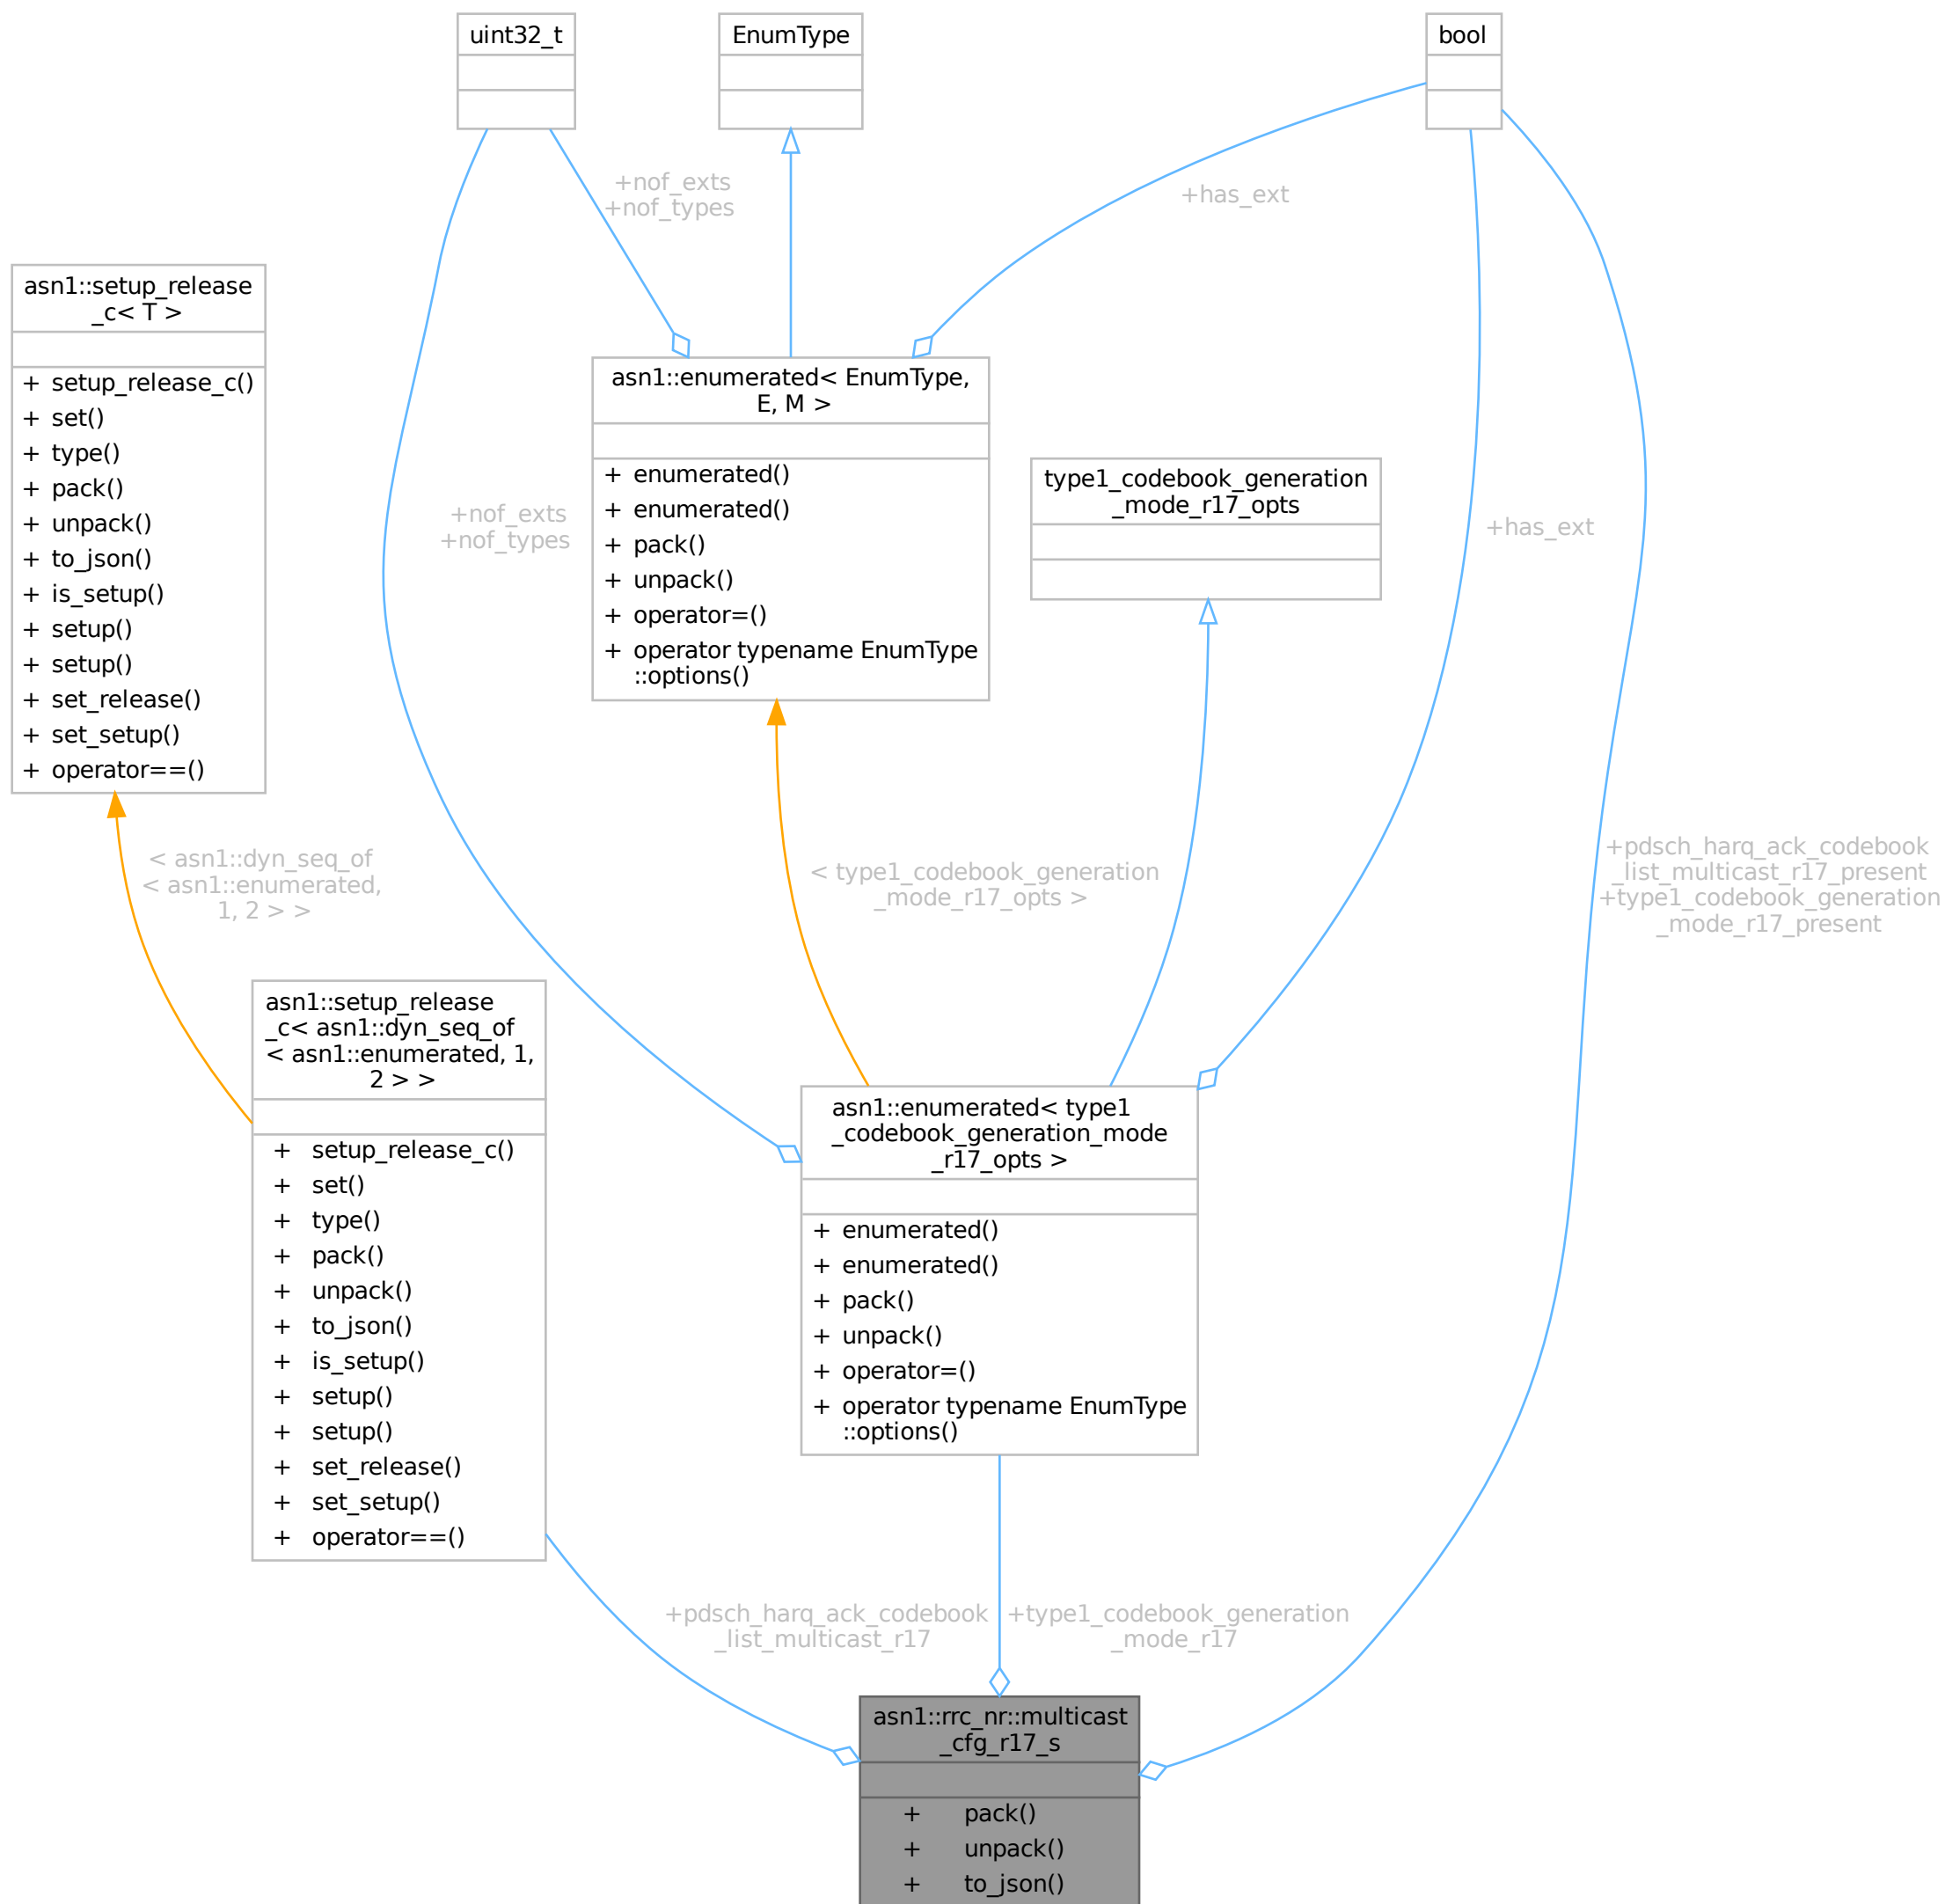 uint32_t
EnumType
bool
+nof_exts
+nof_types
+has_ext
asn1::setup_release
_c< T >
+ setup_release_c()
+ set()
+ type()
+ pack()
+ unpack()
+ to_json()
+ is_setup()
+ setup()
+ setup()
+ set_release()
+ set_setup()
+ operator==()
asn1::enumerated< EnumType,
E, M >
+ enumerated()
+ enumerated()
+ pack()
+ unpack()
+ operator=()
+ operator typename EnumType
::options()
type1_codebook_generation
_mode_r17_opts
+nof_exts
+nof_types
+has_ext
< asn1::dyn_seq_of
< asn1::enumerated,
1, 2 > >
< type1_codebook_generation
_mode_r17_opts >
+pdsch_harq_ack_codebook
_list_multicast_r17_present
+type1_codebook_generation
_mode_r17_present
asn1::setup_release
_c< asn1::dyn_seq_of
< asn1::enumerated, 1,
2 > >
+ setup_release_c()
+ set()
+ type()
+ pack()
+ unpack()
+ to_json()
+ is_setup()
+ setup()
+ setup()
+ set_release()
+ set_setup()
+ operator==()
asn1::enumerated< type1
_codebook_generation_mode
_r17_opts >
+ enumerated()
+ enumerated()
+ pack()
+ unpack()
+ operator=()
+ operator typename EnumType
::options()
+pdsch_harq_ack_codebook
_list_multicast_r17
+type1_codebook_generation
_mode_r17
asn1::rrc_nr::multicast
_cfg_r17_s
+ pack()
+ unpack()
+ to_json()